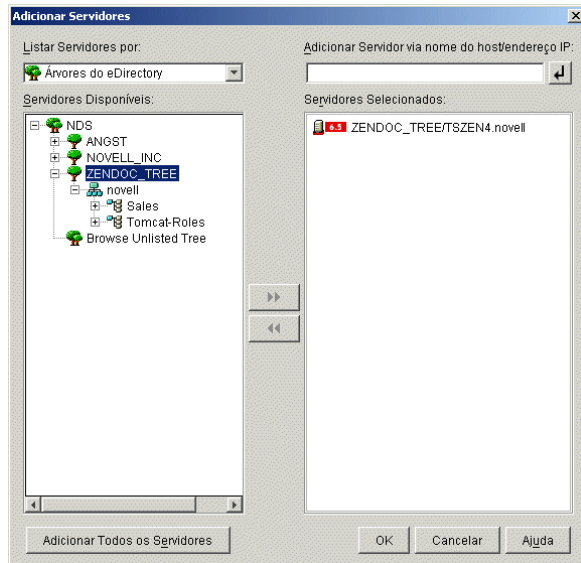 Adicionar Servidores
Listar Servidores por:
Adicionar Servidor via nome do host/endereço IP:
Árvores do eDirectory
Servidores Disponíveis:
Servidores Selecionados:
NDS
ANGST
NOVELL_INC
ZENDOC_TREE
novell
Sales
Tomcat-Roles
Browse Unlisted Tree
6.5 ZENDOC_TREE/TSZEN4.novell
Adicionar Todos os Servidores
OK
Cancelar
Ajuda